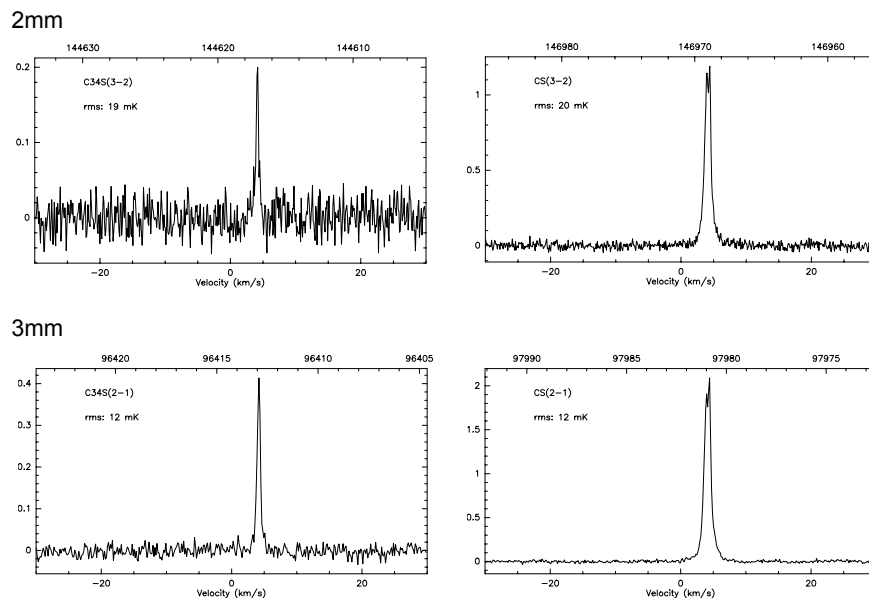 2mm
144630 144620 144610
C34S(3-2)
rms: 19 mK
0.2
0.1
0
-20 0 20
Velocity (km/s)
146980 146970 146960
CS(3-2)
rms: 20 mK
1
0.5
0
-20 0 20
Velocity (km/s)
3mm
96420 96415 96410 96405
C34S(2-1)
rms: 12 mK
0.4
0.3
0.2
0.1
0
-20 0 20
Velocity (km/s)
97990 97985 97980 97975
CS(2-1)
rms: 12 mK
2
1.5
1
0.5
0
-20 0 20
Velocity (km/s)